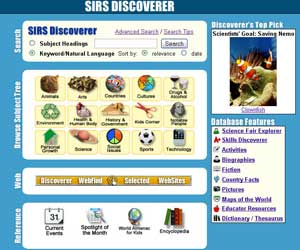 SIRS DISCOVERER
Search
SIRS Discoverer
Advanced Search / Search Tips
Subject Headings
Search
Keyword/Natural Language Sort by: relevance date
Browse Subject Tree
Animals
Arts
Countries
Cultures
Drugs & Alcohol
Environment
Health & Human Body
History & Government
Kids Corner
Notable People
Personal Growth
Science
Social Issues
Sports
Technology
Web
Discoverer WebFind
Selected WebSites
Reference
31
Current Events
Spotlight of the Month
World Almanac for Kids
Encyclopedia
Discoverer's Top Pick
Scientists' Goal: Saving Nemo
Clownfish
Database Features
Science Fair Explorer
Skills Discoverer
Activities
Biographies
Fiction
Country Facts
Pictures
Maps of the World
Educator Resources
Dictionary / Thesaurus